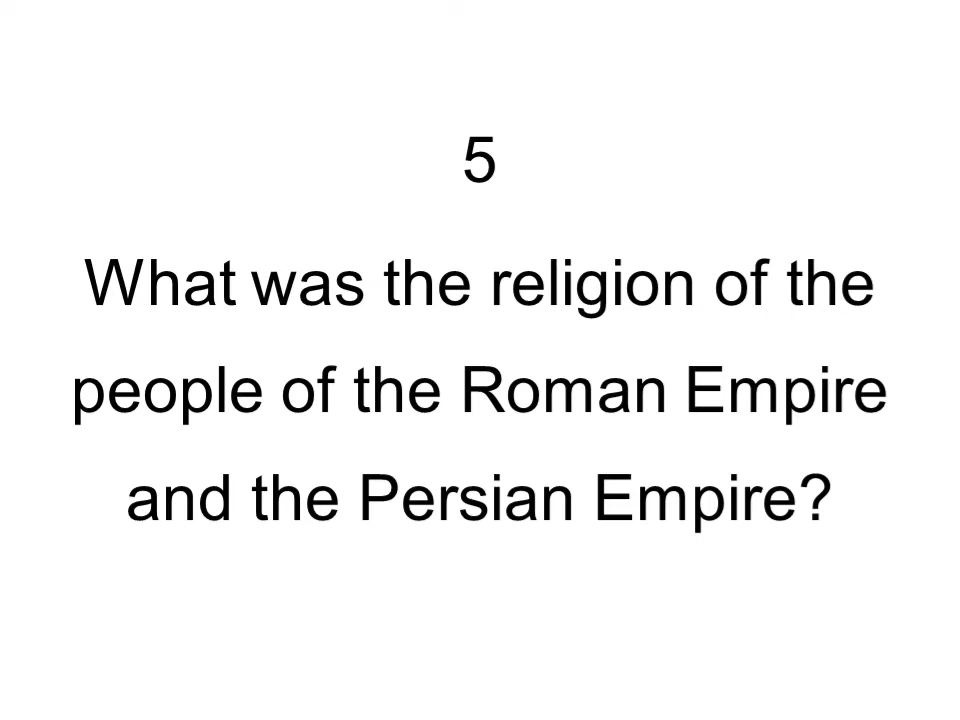 5
What was the religion of the
people of the Roman Empire
and the Persian Empire?